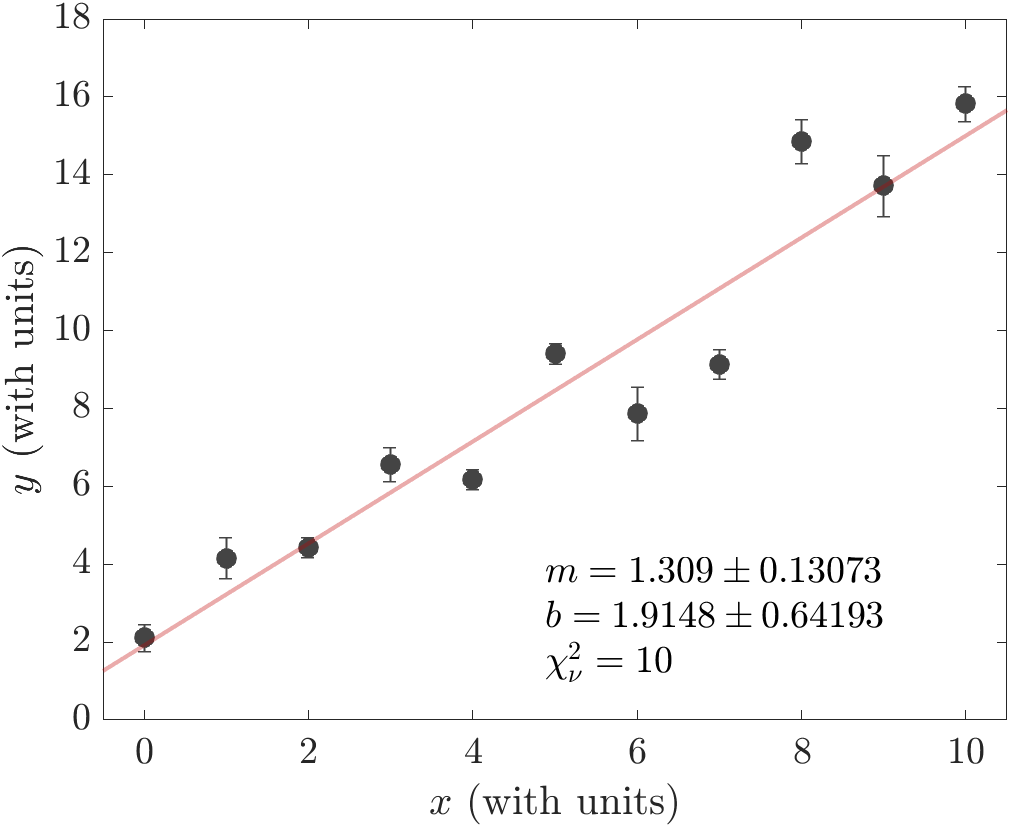 18
16
14
12
10
8
6
4
2
0
y (with units)
m = 1.309 ± 0.13073
b = 1.9148 ± 0.64193
χ²ᵥ = 10
0 2 4 6 8 10
x (with units)